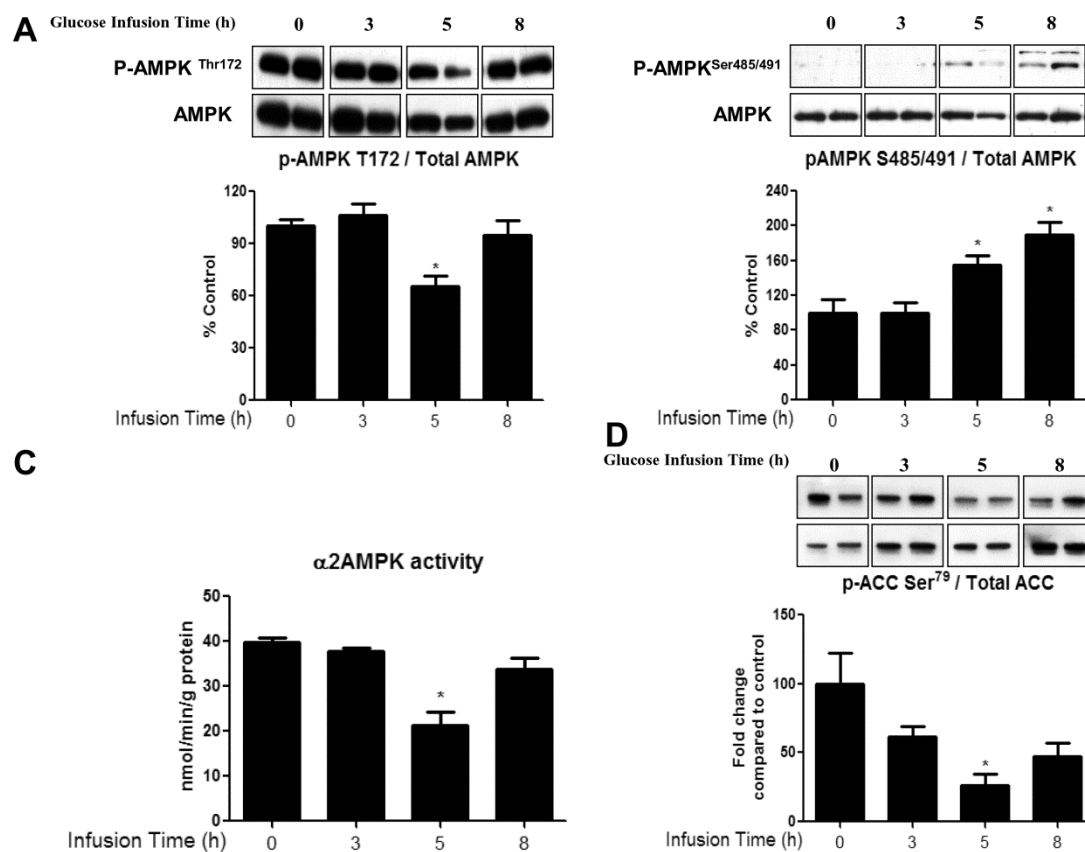 A
Glucose Infusion Time (h) 0 3 5 8
P-AMPK Thr172
AMPK
p-AMPK T172 / Total AMPK
120
90
60
30
0
% Control
*
Infusion Time (h) 0 3 5 8
0 3 5 8
P-AMPK Ser485/491
AMPK
pAMPK S485/491 / Total AMPK
240
200
160
120
80
40
0
% Control
*
*
Infusion Time (h) 0 3 5 8
C
α2AMPK activity
50
40
30
20
10
0
nmol/min/g protein
*
Infusion Time (h) 0 3 5 8
D
Glucose Infusion Time (h) 0 3 5 8
p-ACC Ser79 / Total ACC
150
100
50
0
Fold change
compared to control
*
Infusion Time (h) 0 3 5 8